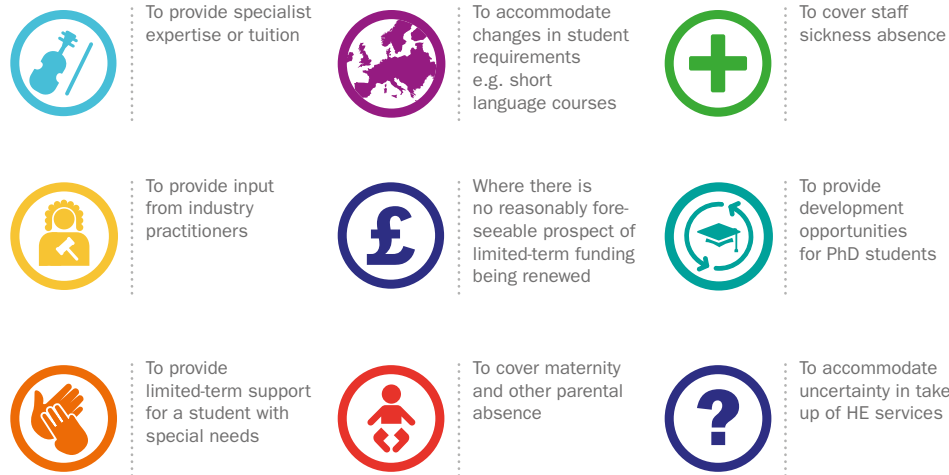 To provide specialist
expertise or tuition
To accommodate
changes in student
requirements
e.g. short
language courses
To cover staff
sickness absence
To provide input
from industry
practitioners
£
Where there is
no reasonably fore-
seeable prospect of
limited-term funding
being renewed
To provide
development
opportunities
for PhD students
To provide
limited-term support
for a student with
special needs
To cover maternity
and other parental
absence
?
To accommodate
uncertainty in take
up of HE services